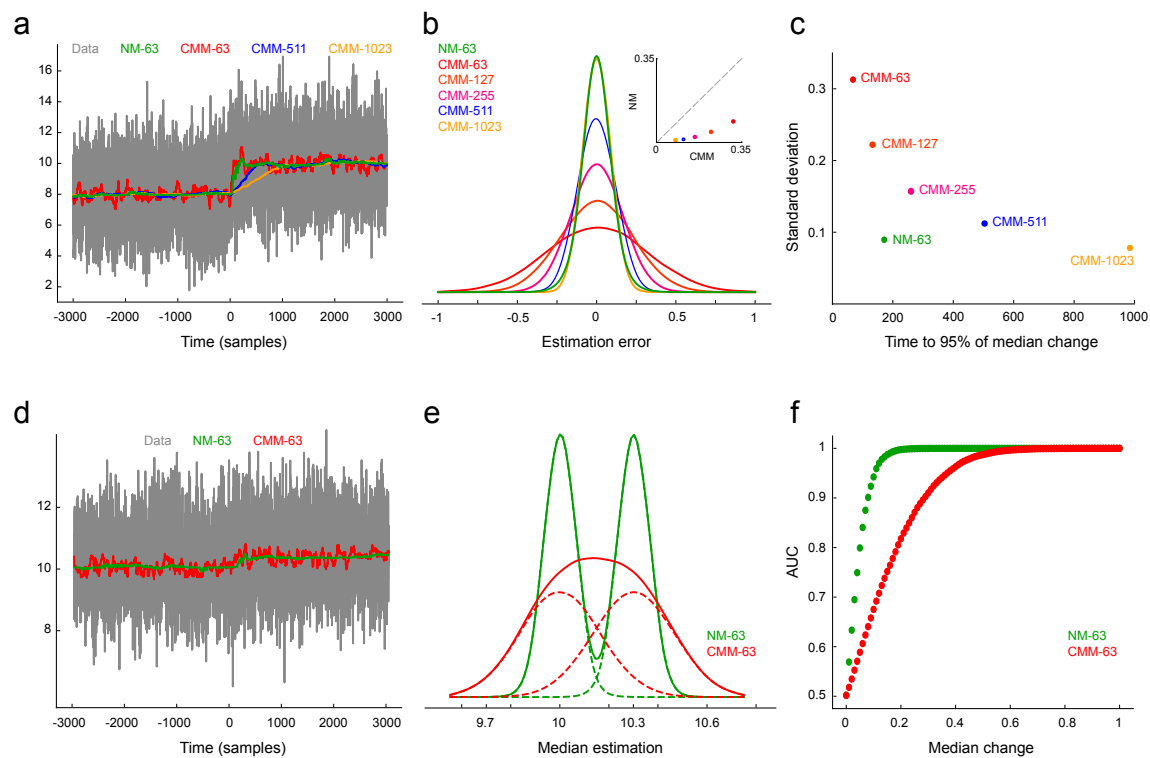 a
Data NM-63 CMM-63 CMM-511 CMM-1023
16
14
12
10
8
6
4
2
-3000 -2000 -1000 0 1000 2000 3000
Time (samples)
b
NM-63
CMM-63
CMM-127
CMM-255
CMM-511
CMM-1023
0.35
NM
0 CMM 0.35
-1 -0.5 0 0.5 1
Estimation error
c
Standard deviation
0.3
0.2
0.1
CMM-63
CMM-127
CMM-255
CMM-511
NM-63
CMM-1023
0 200 400 600 800 1000
Time to 95% of median change
d
Data NM-63 CMM-63
12
10
8
-3000 -2000 -1000 0 1000 2000 3000
Time (samples)
e
NM-63
CMM-63
9.7 10 10.3 10.6
Median estimation
f
AUC
1
0.9
0.8
0.7
0.6
0.5
NM-63
CMM-63
0 0.2 0.4 0.6 0.8 1
Median change